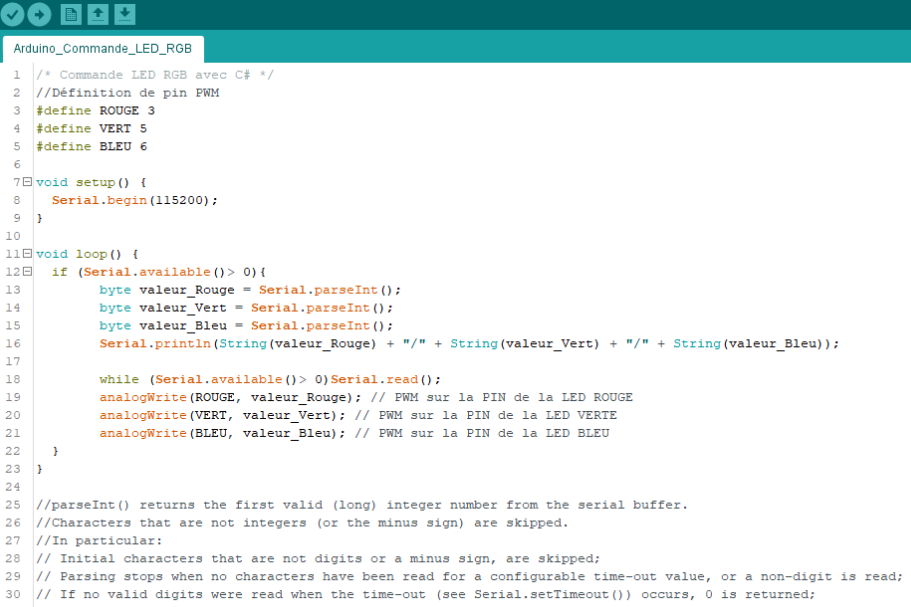 Arduino_Commande_LED_RGB
1 /* Commande LED RGB avec C# */
2 //Définition de pin PWM
3 #define ROUGE 3
4 #define VERT 5
5 #define BLEU 6
6
7 void setup() {
8   Serial.begin(115200);
9 }
10
11 void loop() {
12   if (Serial.available()> 0){
13         byte valeur_Rouge = Serial.parseInt();
14         byte valeur_Vert = Serial.parseInt();
15         byte valeur_Bleu = Serial.parseInt();
16         Serial.println(String(valeur_Rouge) + "/" + String(valeur_Vert) + "/" + String(valeur_Bleu));
17
18         while (Serial.available()> 0)Serial.read();
19         analogWrite(ROUGE, valeur_Rouge); // PWM sur la PIN de la LED ROUGE
20         analogWrite(VERT, valeur_Vert); // PWM sur la PIN de la LED VERTE
21         analogWrite(BLEU, valeur_Bleu); // PWM sur la PIN de la LED BLEU
22   }
23 }
24
25 //parseInt() returns the first valid (long) integer number from the serial buffer.
26 //Characters that are not integers (or the minus sign) are skipped.
27 //In particular:
28 // Initial characters that are not digits or a minus sign, are skipped;
29 // Parsing stops when no characters have been read for a configurable time-out value, or a non-digit is read;
30 // If no valid digits were read when the time-out (see Serial.setTimeout()) occurs, 0 is returned;